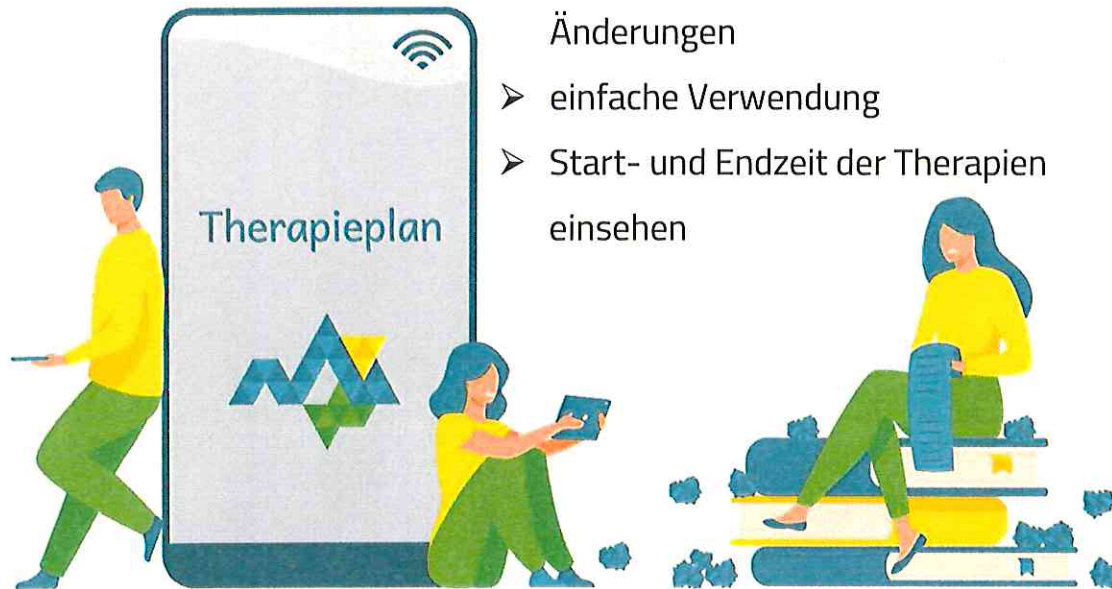 Änderungen
➢ einfache Verwendung
➢ Start- und Endzeit der Therapien
einsehen
Therapieplan